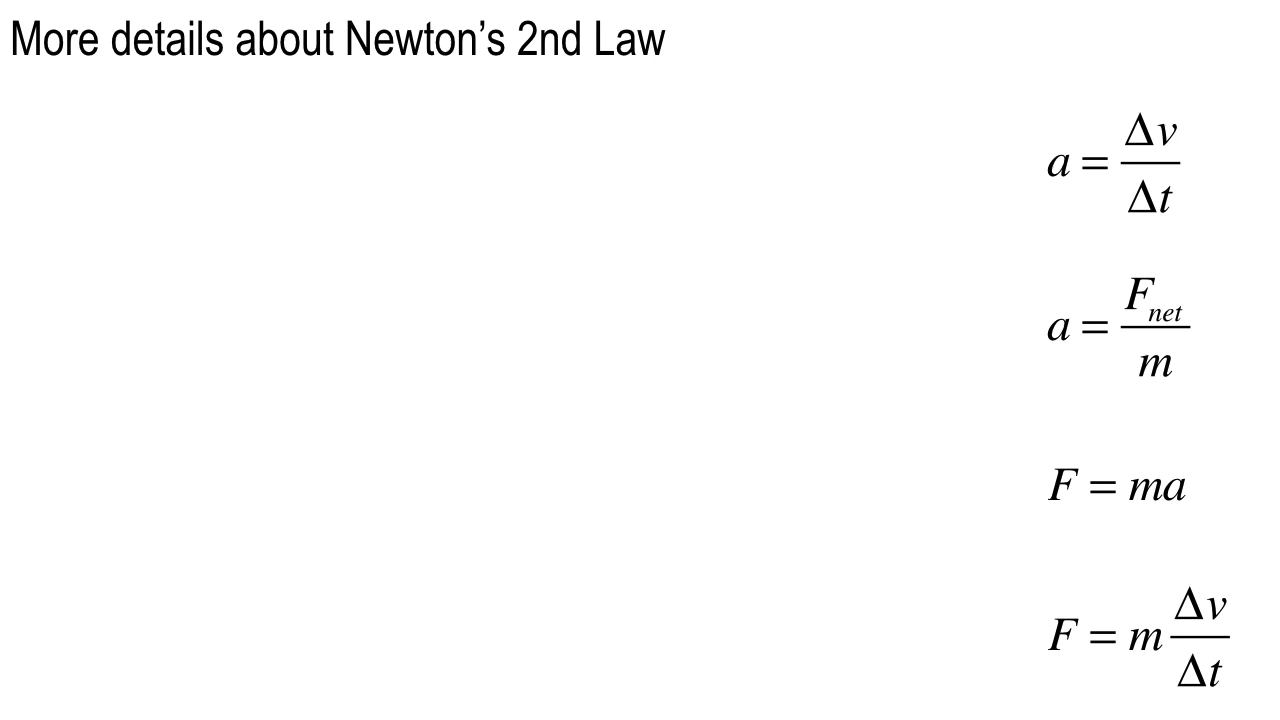 More details about Newton’s 2nd Law
a = Δv/Δt
a = F_net/m
F = ma
F = m Δv/Δt